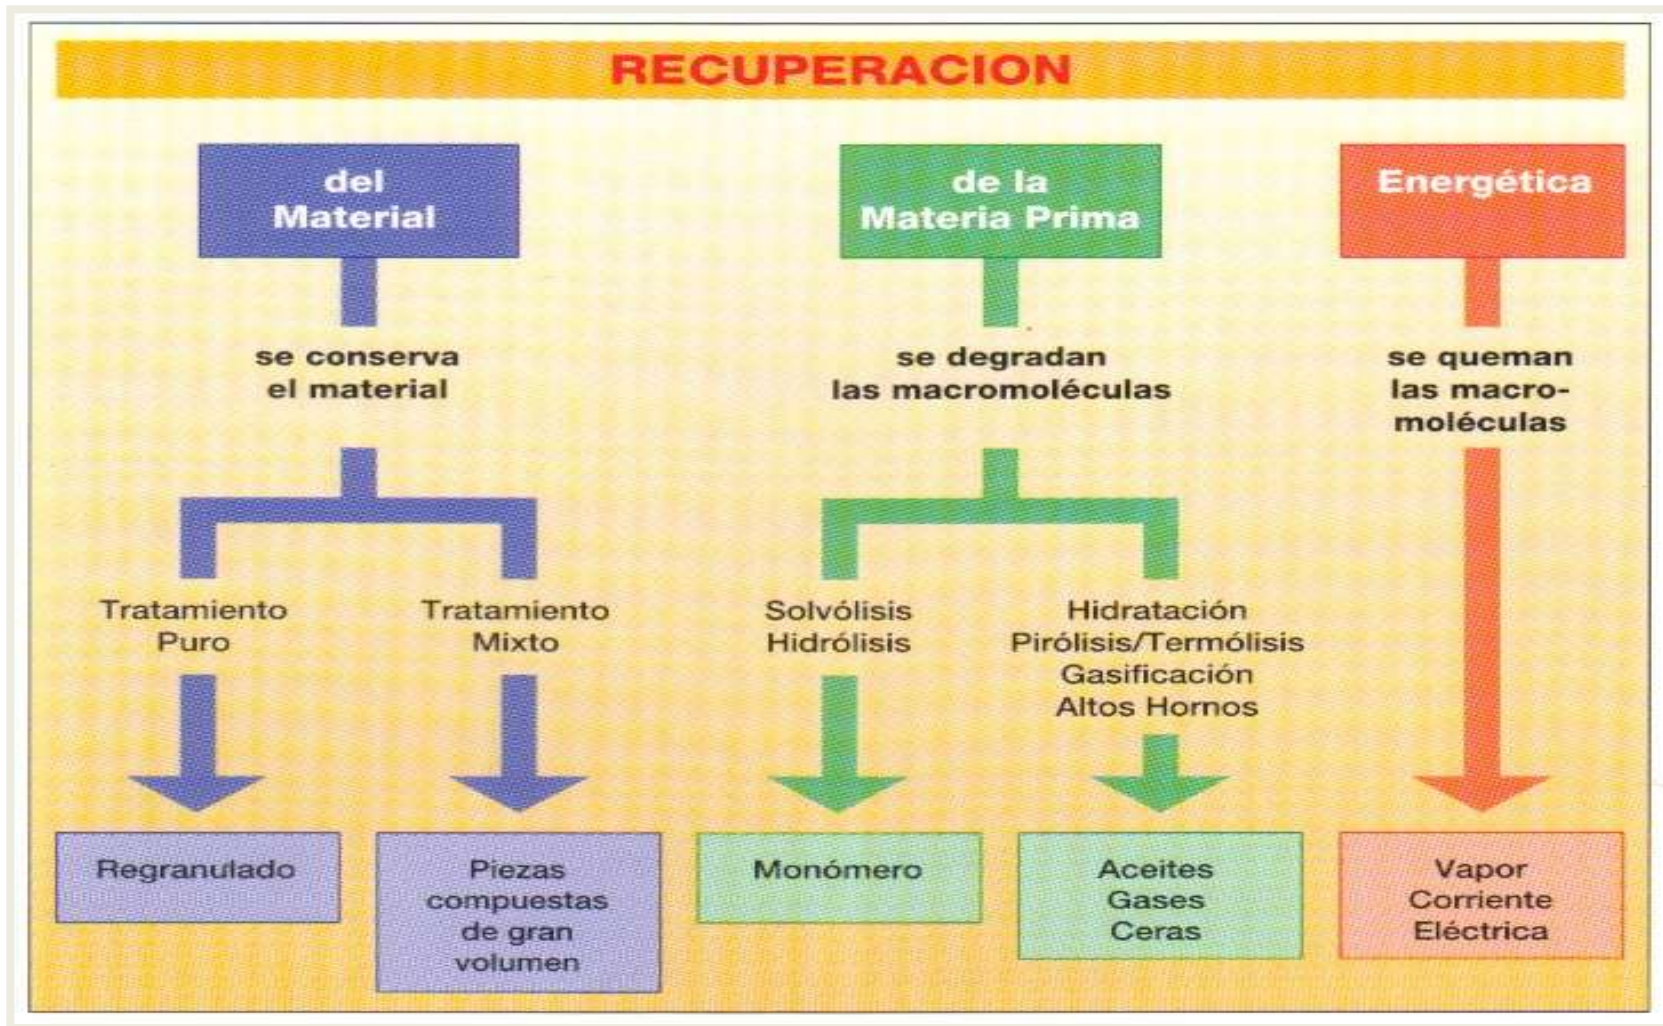 RECUPERACION
del
Material
de la
Materia Prima
Energética
se conserva
el material
se degradan
las macromoléculas
se queman
las macro-
moléculas
Tratamiento
Puro
Tratamiento
Mixto
Solvólisis
Hidrólisis
Hidratación
Pirólisis/Termólisis
Gasificación
Altos Hornos
Regranulado
Piezas
compuestas
de gran
volumen
Monómero
Aceites
Gases
Ceras
Vapor
Corriente
Eléctrica